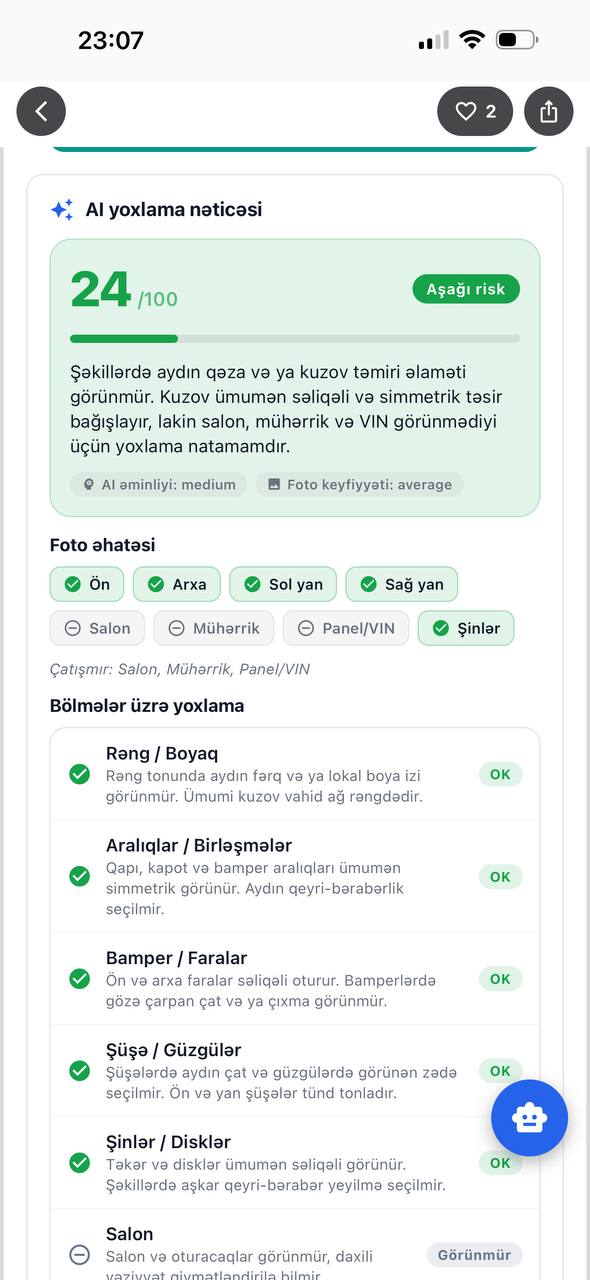 23:07
2
AI yoxlama nəticəsi
24 /100
Aşağı risk
Şəkillərdə aydın qəza və ya kuzov təmiri əlaməti
görünmür. Kuzov ümumən səliqəli və simmetrik təsir
bağışlayır, lakin salon, mühərrik və VIN görünmədiyi
üçün yoxlama natamamdır.
AI əminliyi: medium
Foto keyfiyyəti: average
Foto əhatəsi
Ön
Arxa
Sol yan
Sağ yan
Salon
Mühərrik
Panel/VIN
Şinlər
Çatışmır: Salon, Mühərrik, Panel/VIN
Bölmələr üzrə yoxlama
Rəng / Boyaq
Rəng tonunda aydın fərq və ya lokal boya izi
görünmür. Ümumi kuzov vahid ağ rəngdədir.
OK
Aralıqlar / Birləşmələr
Qapı, kapot və bamper aralıqları ümumən
simmetrik görünür. Aydın qeyri-bərabərlik
seçilmir.
OK
Bamper / Faralar
Ön və arxa faralar səliqəli oturur. Bamperlərdə
gözə çarpan çat və ya çıxma görünmür.
OK
Şüşə / Güzgülər
Şüşələrdə aydın çat və güzgülərdə görünən zədə
seçilmir. Ön və yan şüşələr tünd tonladır.
OK
Şinlər / Disklər
Təkər və disklər ümumən səliqəli görünür.
Şəkillərdə aşkar qeyri-bərabər yeyilmə seçilmir.
OK
Salon
Salon və oturacaqlar görünmür, daxili
vəziyyət qiymətləndirilə bilmir.
Görünmür